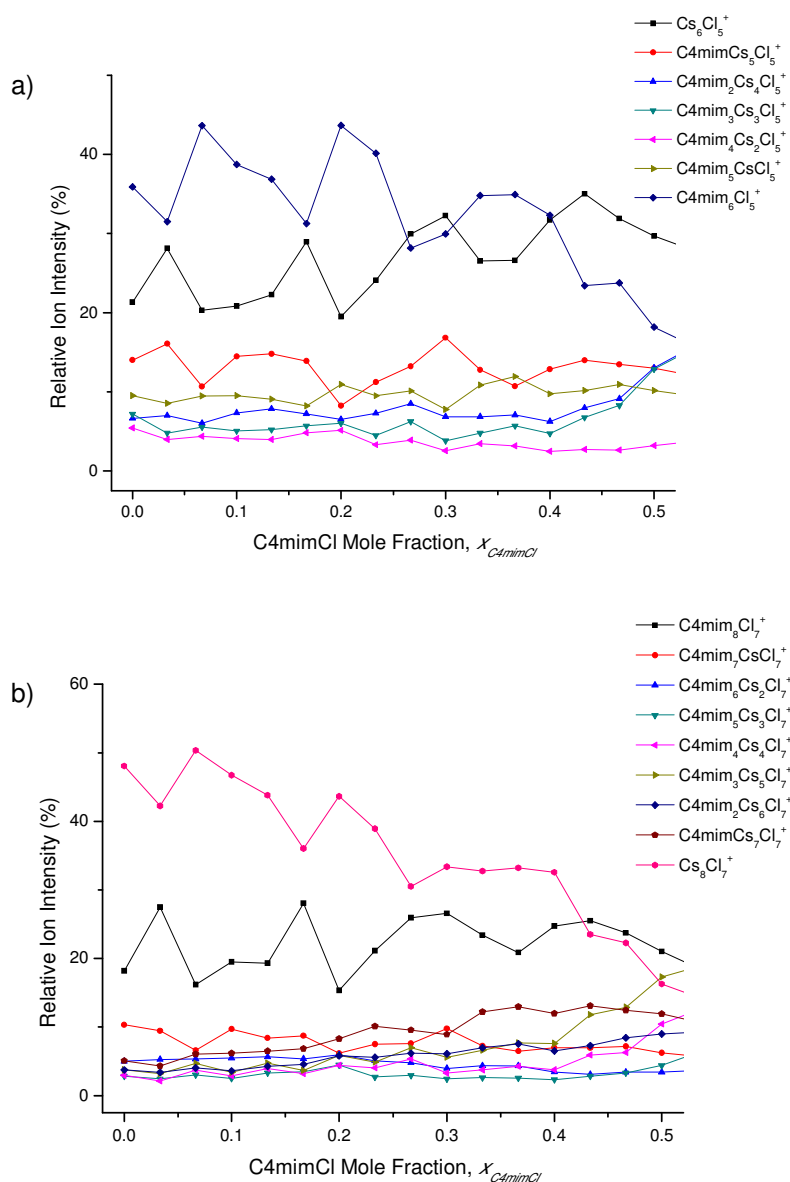 a)
Cs₆Cl₅⁺
C4mimCs₅Cl₅⁺
C4mim₂Cs₄Cl₅⁺
C4mim₃Cs₃Cl₅⁺
C4mim₄Cs₂Cl₅⁺
C4mim₅CsCl₅⁺
C4mim₆Cl₅⁺
Relative Ion Intensity (%)
40
20
0
0.0 0.1 0.2 0.3 0.4 0.5
C4mimCl Mole Fraction, x_C4mimCl
b)
C4mim₈Cl₇⁺
C4mim₇CsCl₇⁺
C4mim₆Cs₂Cl₇⁺
C4mim₅Cs₃Cl₇⁺
C4mim₄Cs₄Cl₇⁺
C4mim₃Cs₅Cl₇⁺
C4mim₂Cs₆Cl₇⁺
C4mimCs₇Cl₇⁺
Cs₈Cl₇⁺
Relative Ion Intensity (%)
60
40
20
0
0.0 0.1 0.2 0.3 0.4 0.5
C4mimCl Mole Fraction, x_C4mimCl